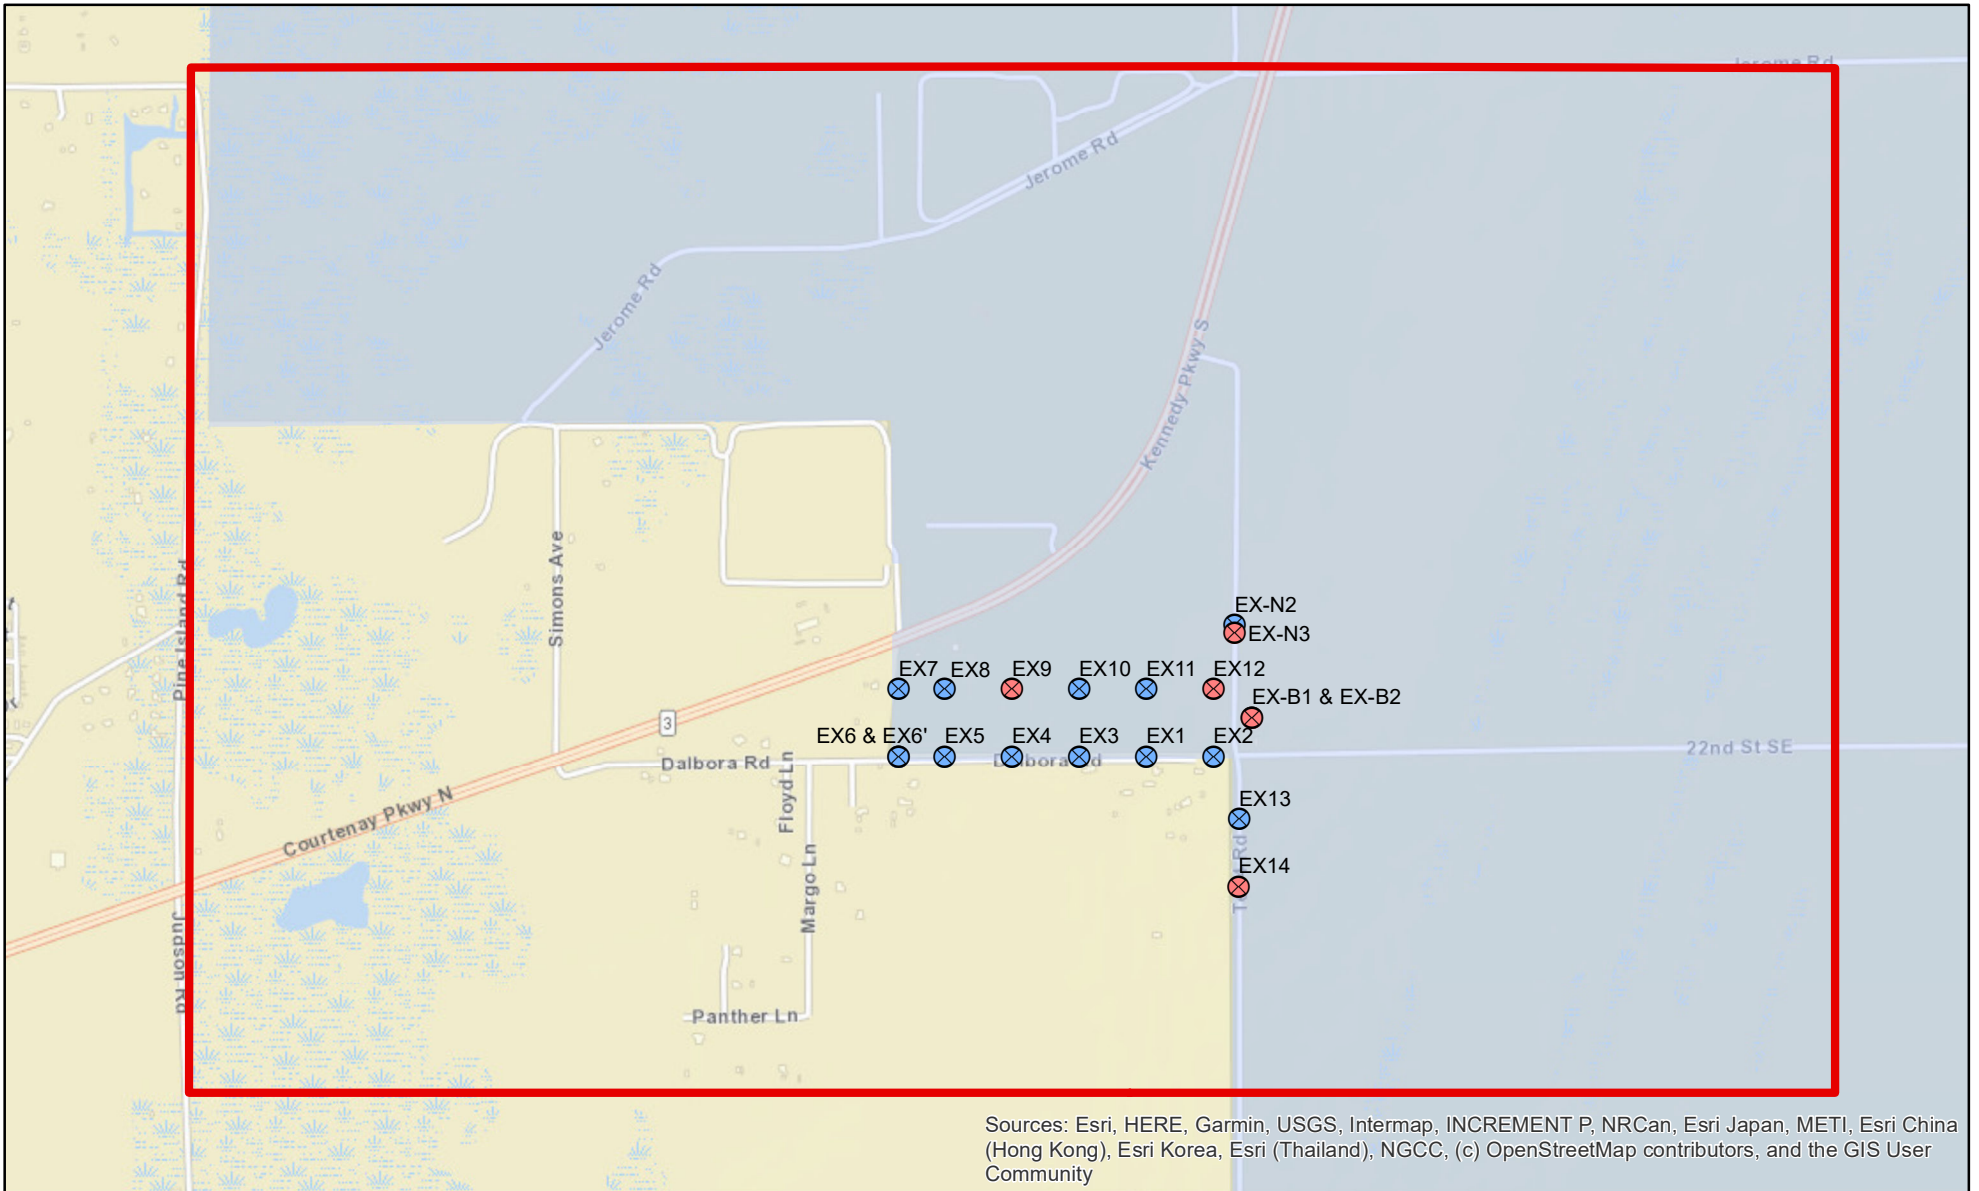 Jerome Rd
Jerome Rd
Jerome Rd
Kennedy Pkwy S
Simons Ave
Pine Island Rd
EX-N2
EX-N3
EX7
EX8
EX9
EX10
EX11
EX12
EX-B1 & EX-B2
3
EX6 & EX6'
EX5
EX4
EX3
EX1
EX2
22nd St SE
Dalbora Rd
Dalbora Rd
Floyd Ln
EX13
Courtenay Pkwy N
EX14
Rd
Margo Ln
Judson Rd
Panther Ln
Sources: Esri, HERE, Garmin, USGS, Intermap, INCREMENT P, NRCan, Esri Japan, METI, Esri China
(Hong Kong), Esri Korea, Esri (Thailand), NGCC, (c) OpenStreetMap contributors, and the GIS User
Community